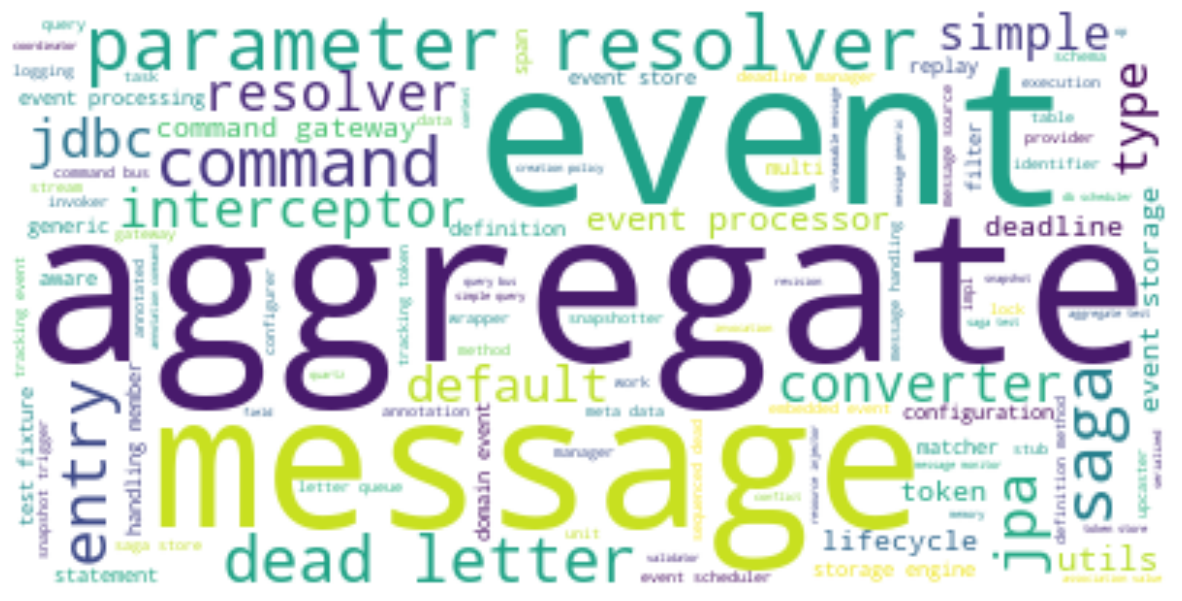 query
parameter resolver
simple
coordinator
span
schema
logging
task
event store
deadline manager
replay
execution
event processing
resolver
context
data
table
type
jdbc
command gateway
streamable message
message generic
message source
filter
provider
command bus
command
event
creation policy
multi
identifier
stream
invoker
interceptor
db scheduler
generic
gateway
definition
event processor
deadline
event storage
aggregate
tracking event
aware
annotated
annotation command
configurer
tracking token
query bus
simple query
wrapper
snapshotter
revision
invocation
message handling
impl
snapshot
lock
saga test
aggregate test
method
quartz
default
work
converter
entry
handling member
field
annotation
meta data
embedded event
configuration
saga
test fixture
snapshot trigger
message
domain event
manager
sequenced dead
conflict
resource injector
matcher
stub
message monitor
definition method
upcaster
serialized
letter queue
token
memory
jpa
token store
saga store
unit
lifecycle
statement
dead letter
validator
event scheduler
storage engine
utils
association value